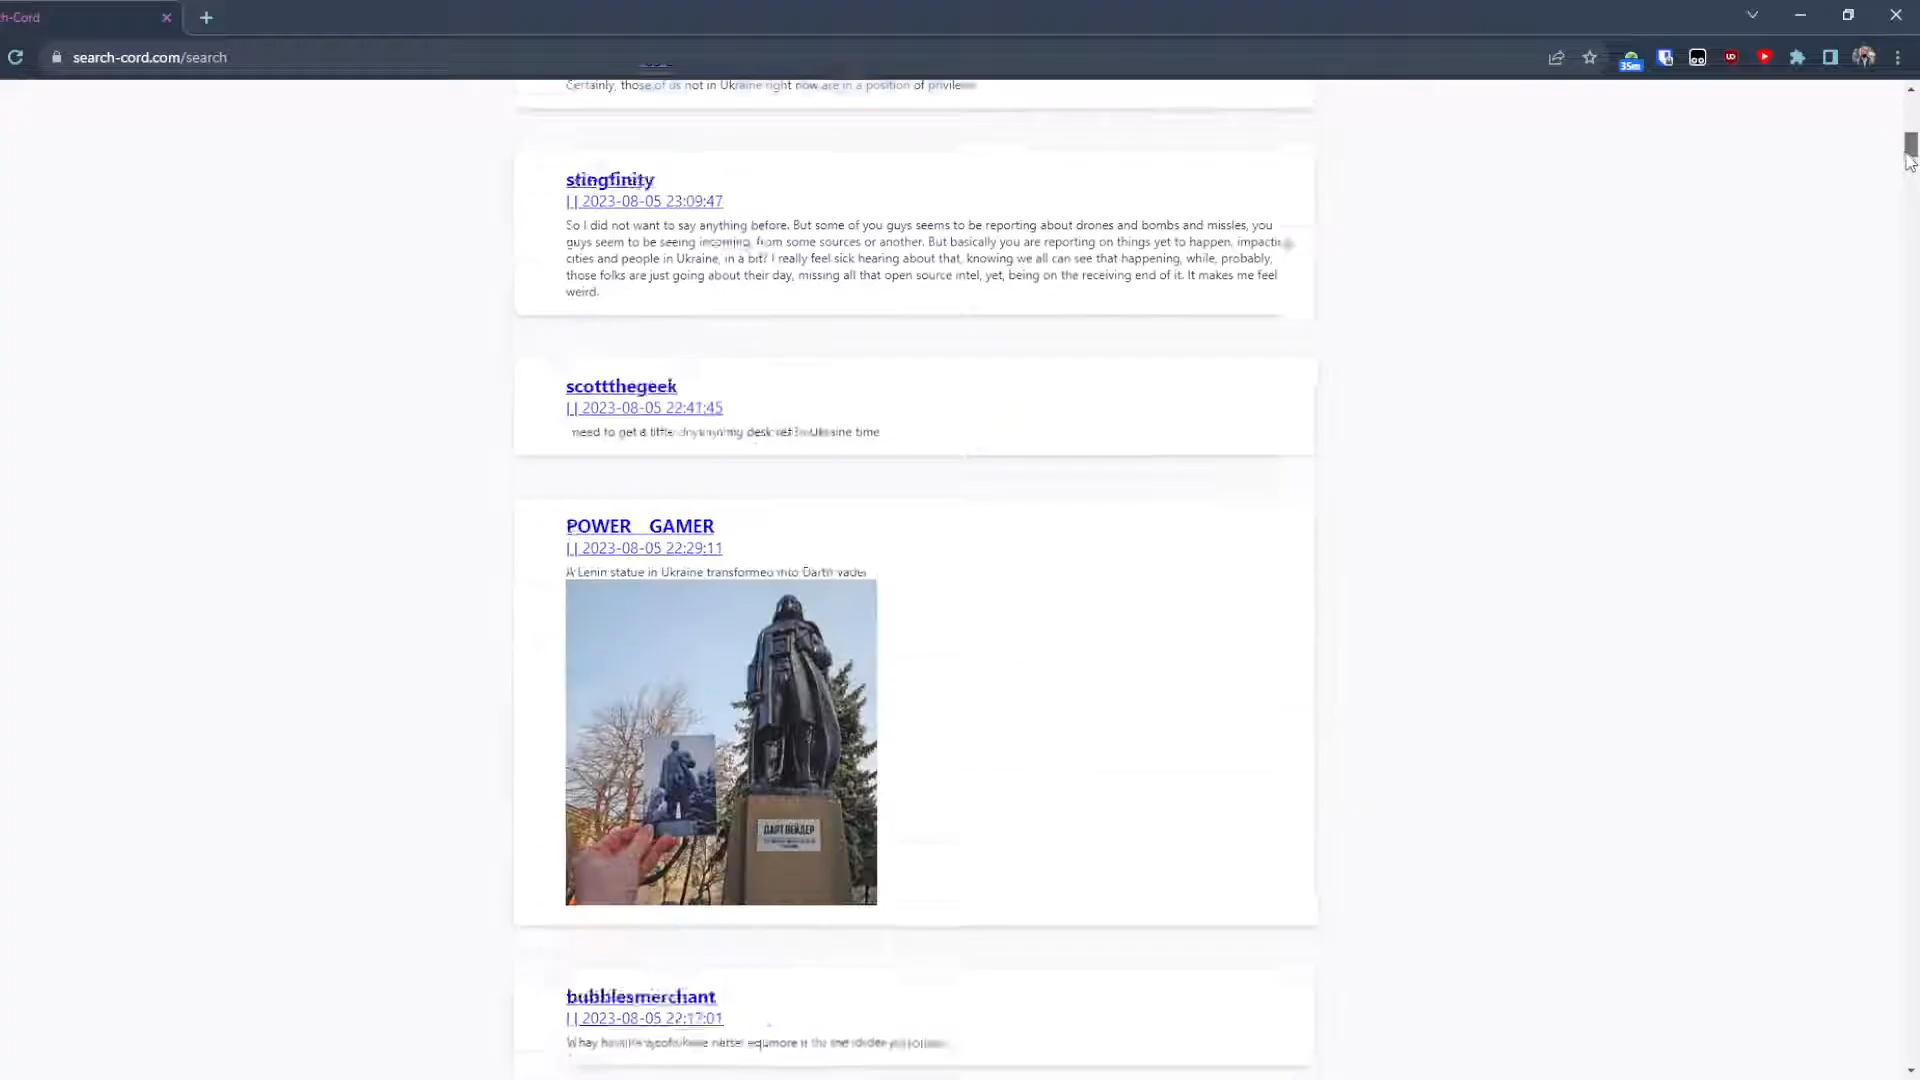 h-Cord
search-cord.com/search
35m
Certainly, those of us not in Ukraine right now are in a position of
stingfinity
|| 2023-08-05 23:09:47
So I did not want to say anything before. But some of you guys seems to be reporting about drones and bombs and missles, you
guys seem to be seeing incoming, from some sources or another. But basically you are reporting on things yet to happen,
cities and people in Ukraine, in a bit? I really feel sick hearing about that, knowing we all can see that happening, while, probably,
those folks are just going about their day, missing all that open source intel, yet, being on the receiving end of it. It makes me feel
weird.
scottthegeek
|| 2023-08-05 22:41:45
need to get a my desk Ukraine time
POWER GAMER
|| 2023-08-05 22:29:11
A Lenin statue in Ukraine transformed into Darth vader
ДАРТ ВЕЙДЕР
bubblesmerchant
|| 2023-08-05 22:17:01